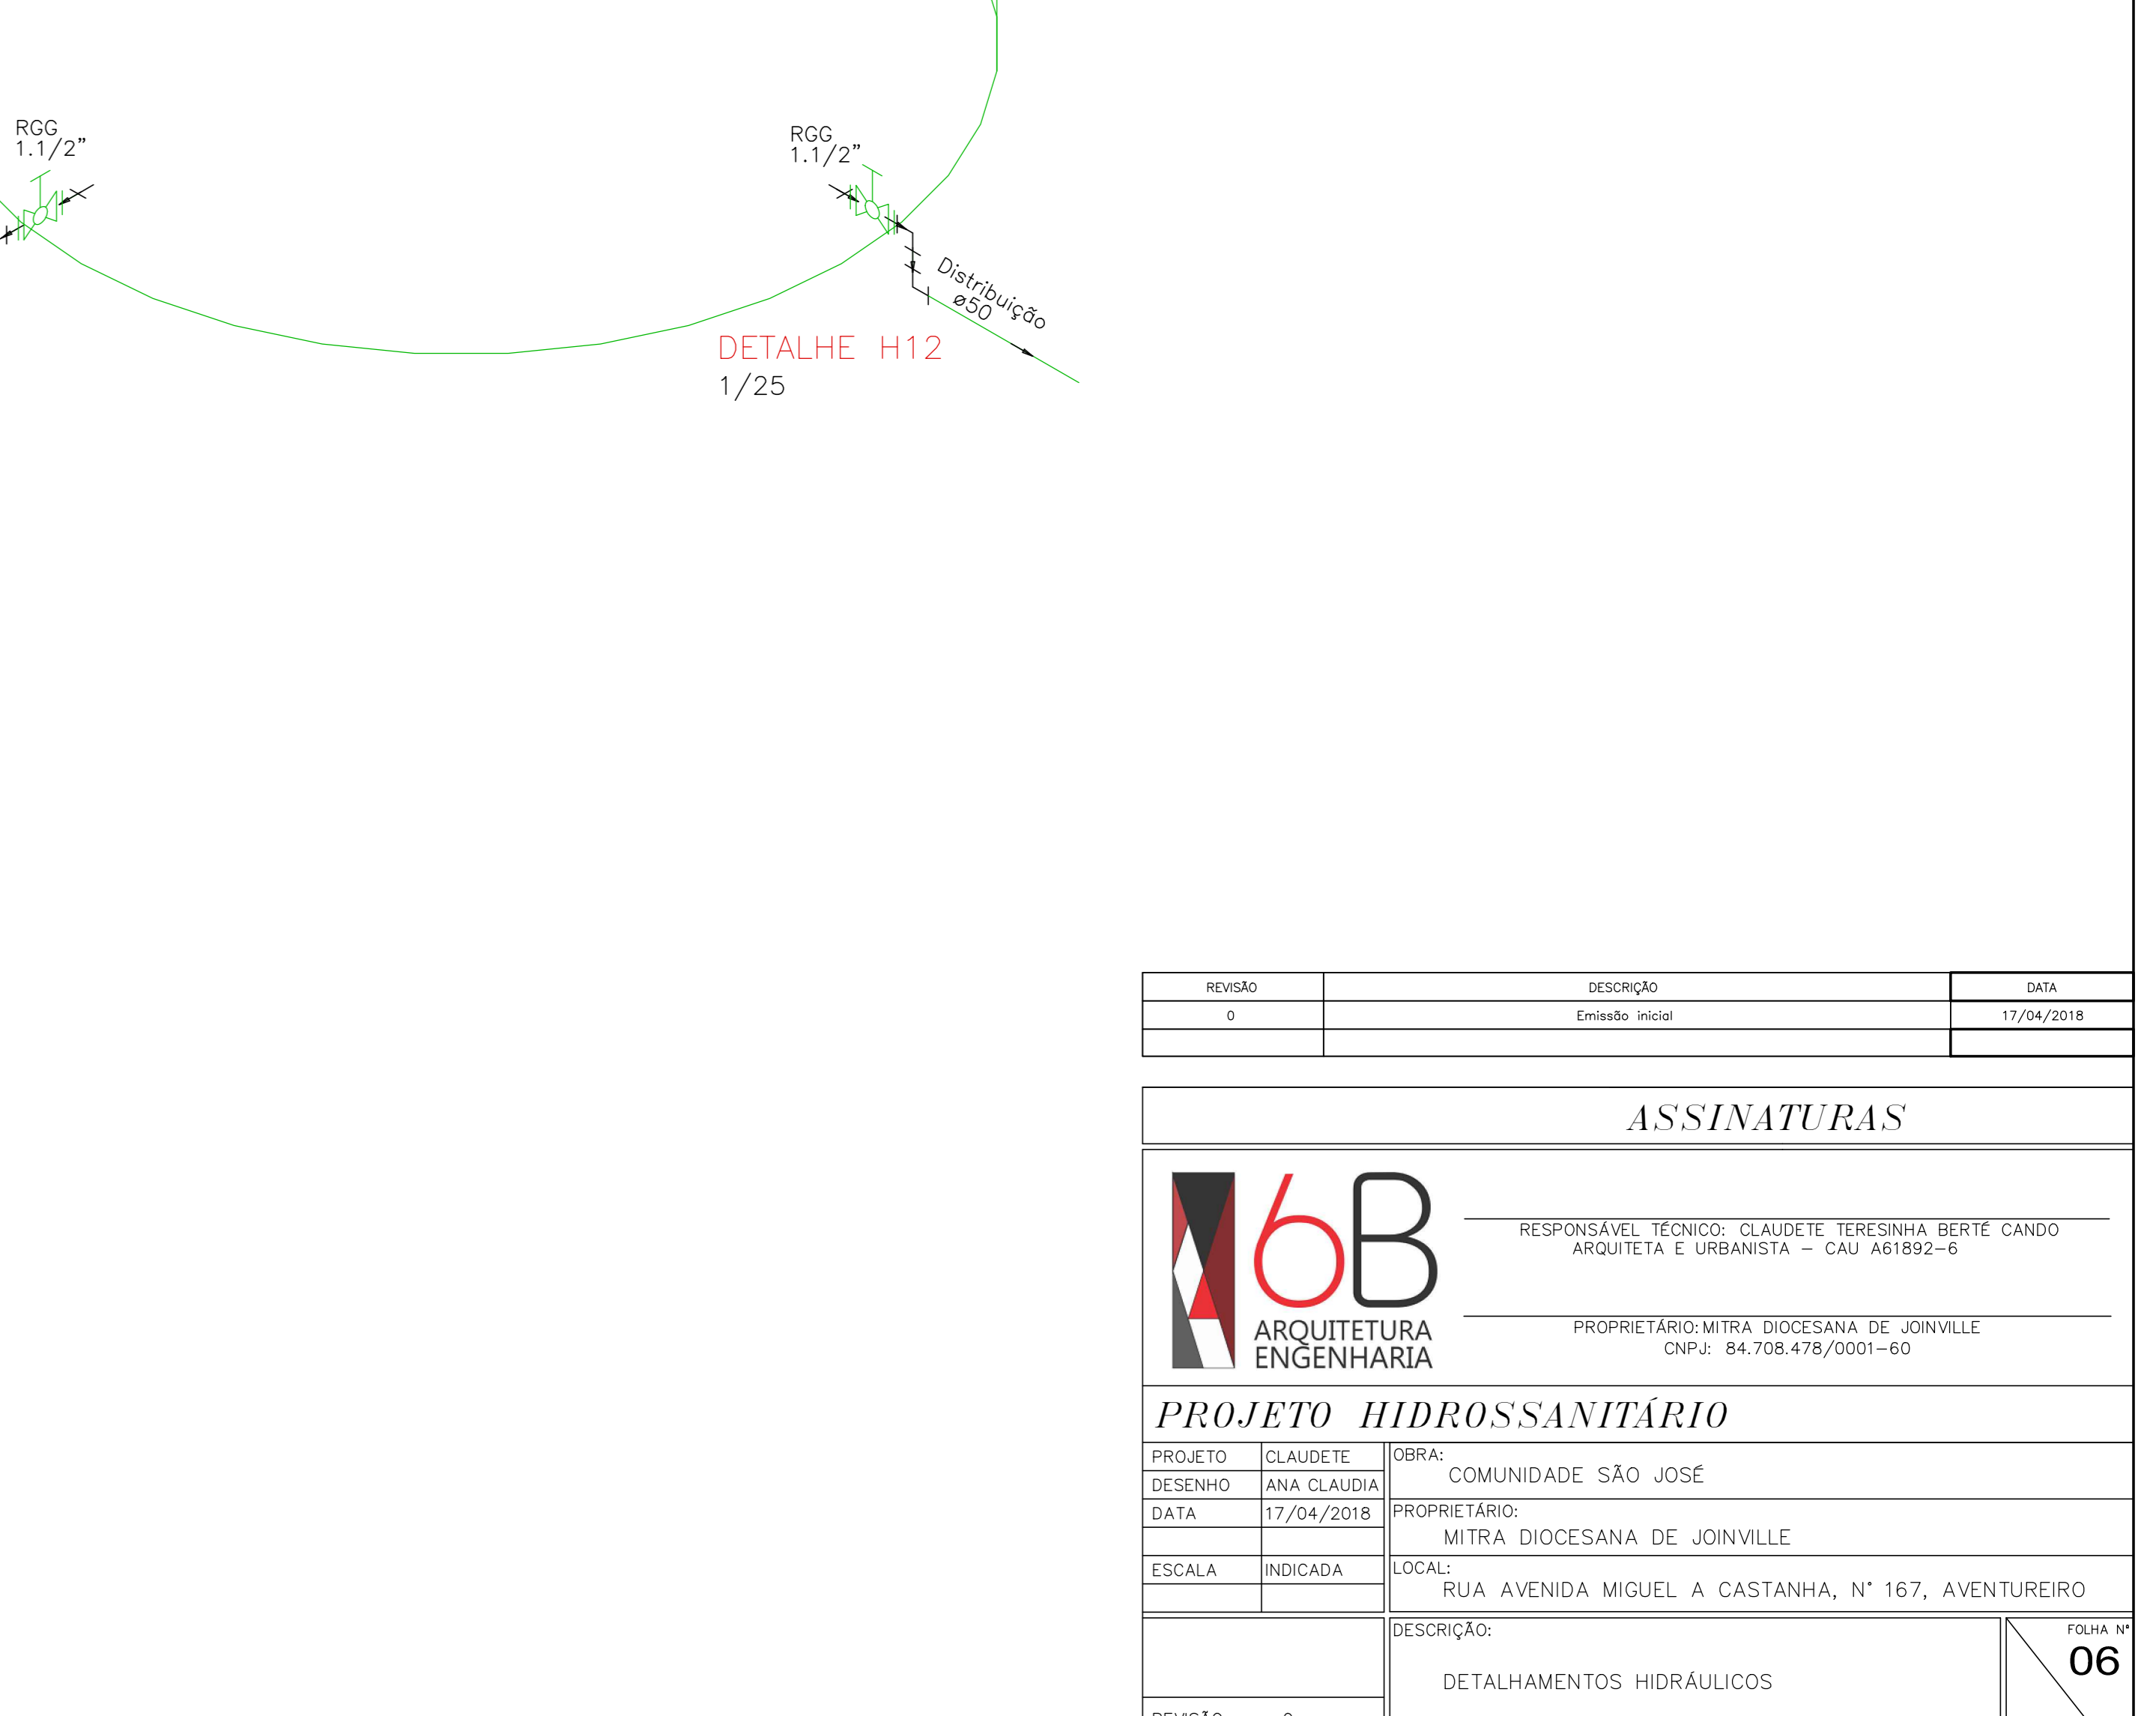 RGG
1.1/2"
RGG
1.1/2"
Distribuição
ø50
DETALHE H12
1/25
REVISÃO DESCRIÇÃO DATA
0 Emissão inicial 17/04/2018
ASSINATURAS
6B
ARQUITETURA
ENGENHARIA
RESPONSÁVEL TÉCNICO: CLAUDETE TERESINHA BERTÉ CANDO
ARQUITETA E URBANISTA – CAU A61892–6
PROPRIETÁRIO: MITRA DIOCESANA DE JOINVILLE
CNPJ: 84.708.478/0001–60
PROJETO HIDROSSANITÁRIO
PROJETO CLAUDETE
DESENHO ANA CLAUDIA
DATA 17/04/2018
ESCALA INDICADA
OBRA:
COMUNIDADE SÃO JOSÉ
PROPRIETÁRIO:
MITRA DIOCESANA DE JOINVILLE
LOCAL:
RUA AVENIDA MIGUEL A CASTANHA, N° 167, AVENTUREIRO
DESCRIÇÃO:
DETALHAMENTOS HIDRÁULICOS
FOLHA N°
06
REVISÃO